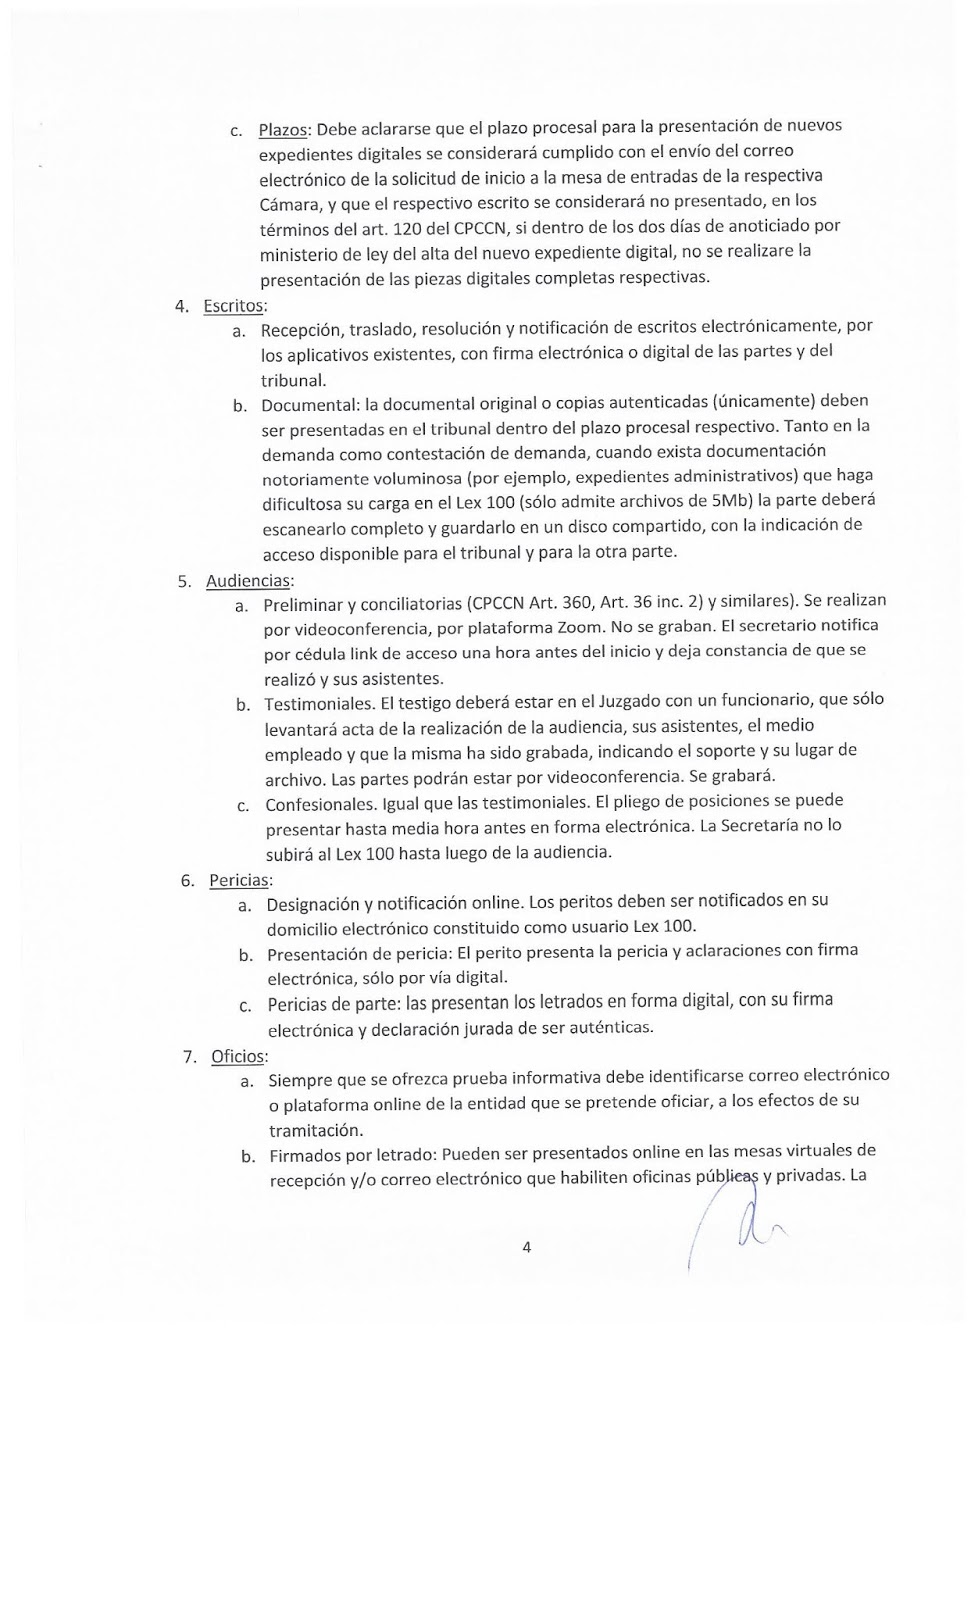 c. Plazos: Debe aclararse que el plazo procesal para la presentación de nuevos
expedientes digitales se considerará cumplido con el envío del correo
electrónico de la solicitud de inicio a la mesa de entradas de la respectiva
Cámara, y que el respectivo escrito se considerará no presentado, en los
términos del art. 120 del CPCCN, si dentro de los dos días de anoticiado por
ministerio de ley del alta del nuevo expediente digital, no se realizare la
presentación de las piezas digitales completas respectivas.
4. Escritos:
a. Recepción, traslado, resolución y notificación de escritos electrónicamente, por
los aplicativos existentes, con firma electrónica o digital de las partes y del
tribunal.
b. Documental: la documental original o copias autenticadas (únicamente) deben
ser presentadas en el tribunal dentro del plazo procesal respectivo. Tanto en la
demanda como contestación de demanda, cuando exista documentación
notoriamente voluminosa (por ejemplo, expedientes administrativos) que haga
dificultosa su carga en el Lex 100 (sólo admite archivos de 5Mb) la parte deberá
escanearlo completo y guardarlo en un disco compartido, con la indicación de
acceso disponible para el tribunal y para la otra parte.
5. Audiencias:
a. Preliminar y conciliatorias (CPCCN Art. 360, Art. 36 inc. 2) y similares). Se realizan
por videoconferencia, por plataforma Zoom. No se graban. El secretario notifica
por cédula link de acceso una hora antes del inicio y deja constancia de que se
realizó y sus asistentes.
b. Testimoniales. El testigo deberá estar en el Juzgado con un funcionario, que sólo
levantará acta de la realización de la audiencia, sus asistentes, el medio
empleado y que la misma ha sido grabada, indicando el soporte y su lugar de
archivo. Las partes podrán estar por videoconferencia. Se grabará.
c. Confesionales. Igual que las testimoniales. El pliego de posiciones se puede
presentar hasta media hora antes en forma electrónica. La Secretaría no lo
subirá al Lex 100 hasta luego de la audiencia.
6. Pericias:
a. Designación y notificación online. Los peritos deben ser notificados en su
domicilio electrónico constituido como usuario Lex 100.
b. Presentación de pericia: El perito presenta la pericia y aclaraciones con firma
electrónica, sólo por vía digital.
c. Pericias de parte: las presentan los letrados en forma digital, con su firma
electrónica y declaración jurada de ser auténticas.
7. Oficios:
a. Siempre que se ofrezca prueba informativa debe identificarse correo electrónico
o plataforma online de la entidad que se pretende oficiar, a los efectos de su
tramitación.
b. Firmados por letrado: Pueden ser presentados online en las mesas virtuales de
recepción y/o correo electrónico que habiliten oficinas públicas y privadas. La
4